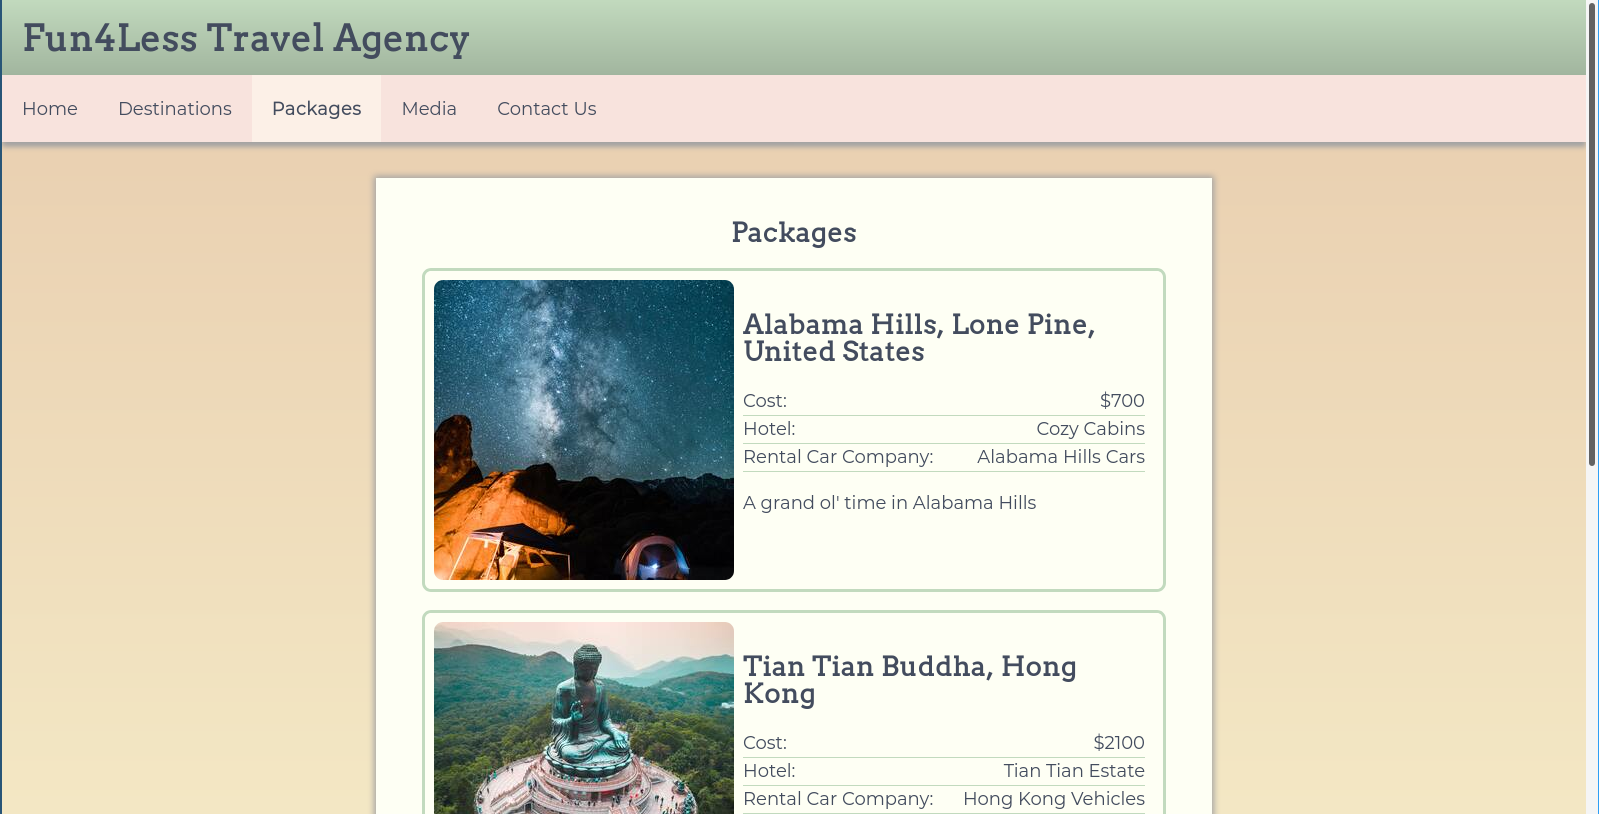 Fun4Less Travel Agency
Home Destinations Packages Media Contact Us
Packages
Alabama Hills, Lone Pine,
United States
Cost: $700
Hotel: Cozy Cabins
Rental Car Company: Alabama Hills Cars
A grand ol' time in Alabama Hills
Tian Tian Buddha, Hong
Kong
Cost: $2100
Hotel: Tian Tian Estate
Rental Car Company: Hong Kong Vehicles